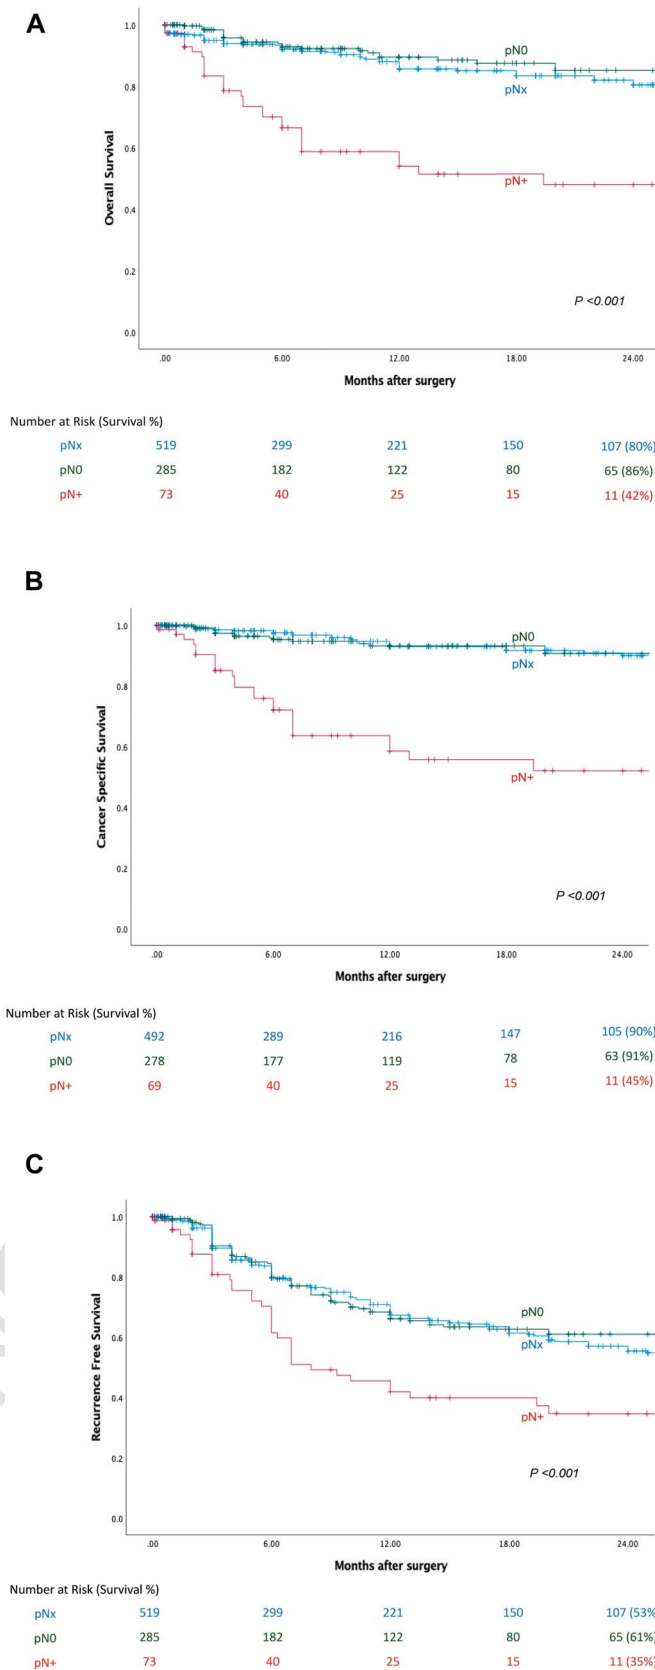 A
1.0
0.8
0.6
0.4
0.2
0.0
Overall Survival
pN0
pNx
pN+
P <0.001
.00 6.00 12.00 18.00 24.00
Months after surgery
Number at Risk (Survival %)
pNx 519 299 221 150 107 (80%)
pN0 285 182 122 80 65 (86%)
pN+ 73 40 25 15 11 (42%)
B
1.0
0.8
0.6
0.4
0.2
0.0
Cancer Specific Survival
pN0
pNx
pN+
P <0.001
.00 6.00 12.00 18.00 24.00
Months after surgery
Number at Risk (Survival %)
pNx 492 289 216 147 105 (90%)
pN0 278 177 119 78 63 (91%)
pN+ 69 40 25 15 11 (45%)
C
1.0
0.8
0.6
0.4
0.2
0.0
Recurrence Free Survival
pN0
pNx
pN+
P <0.001
.00 6.00 12.00 18.00 24.00
Months after surgery
Number at Risk (Survival %)
pNx 519 299 221 150 107 (53%
pN0 285 182 122 80 65 (61%)
pN+ 73 40 25 15 11 (35%)